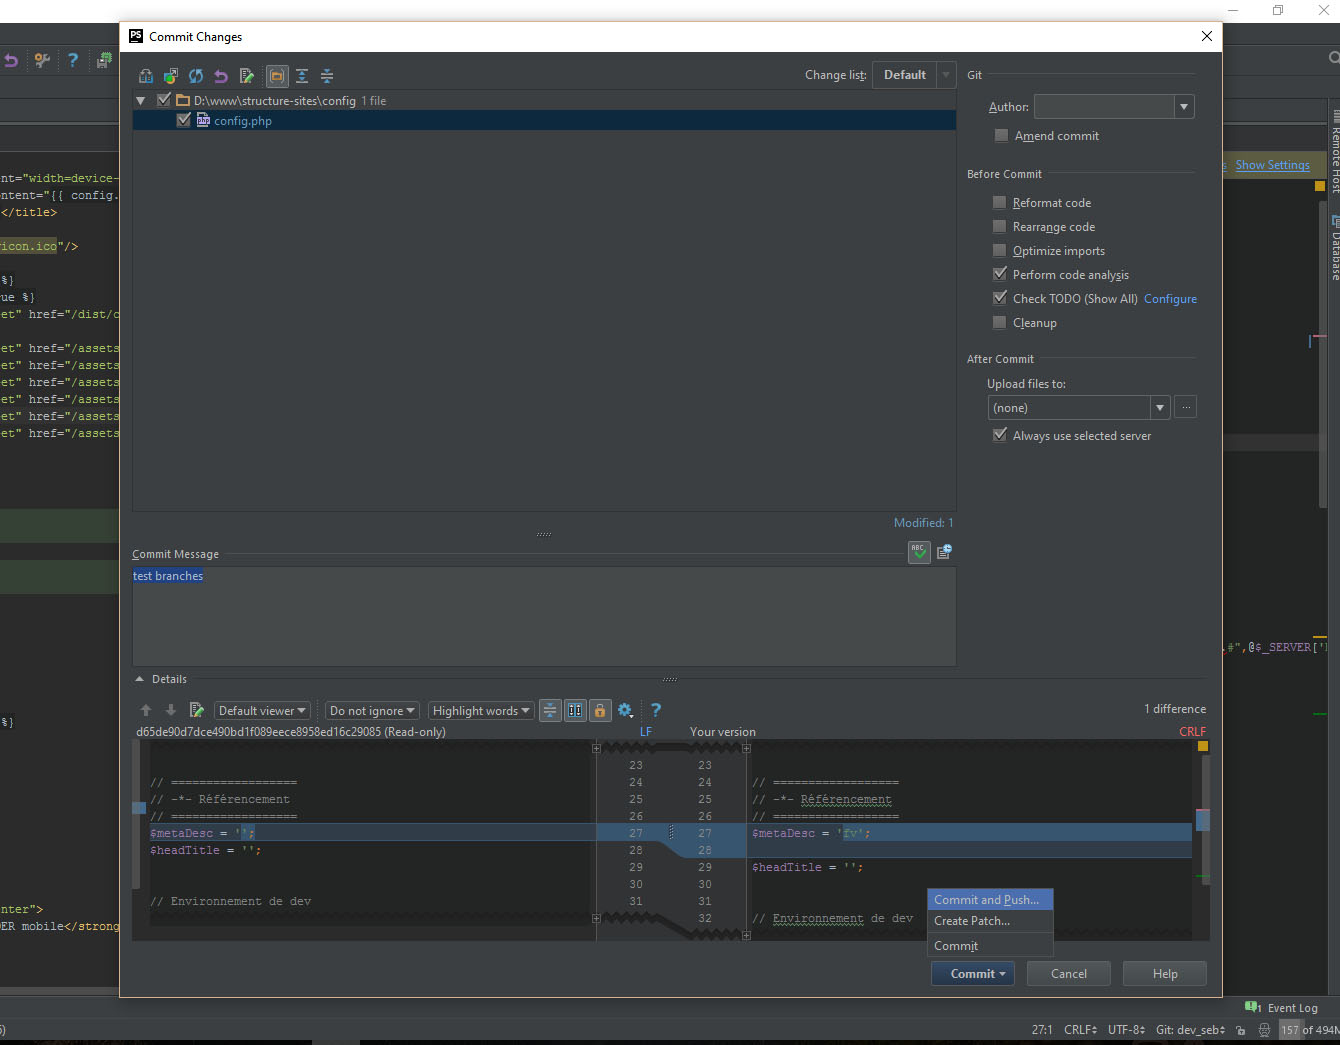 PS Commit Changes
Change list: Default
D:\www\structure-sites\config 1 file
config.php
Modified: 1
Git
Author:
Amend commit
Before Commit
Reformat code
Rearrange code
Optimize imports
Perform code analysis
Check TODO (Show All) Configure
Cleanup
After Commit
Upload files to:
(none)
...
Always use selected server
Commit Message
ABC
test branches
Details
Default viewer
Do not ignore
Highlight words
?
1 difference
d65de90d7dce490bd1f089eece8958ed16c29085 (Read-only) LF Your version CRLF
23 23
// ================== 24 24 // ==================
// -*- Référencement 25 25 // -*- Référencement
// ================== 26 26 // ==================
$metaDesc = ''; 27 27 $metaDesc = 'fv';
$headTitle = ''; 28 28
29 29 $headTitle = '';
30 30
// Environnement de dev 31 31
32 // Environnement de dev
Commit and Push...
Create Patch...
Commit
Commit Cancel Help
?
nt="width=device-
ontent="{{ config.
</title>
icon.ico"/>
%}
ue %}
et" href="/dist/c
et" href="/assets
et" href="/assets
et" href="/assets
et" href="/assets
et" href="/assets
et" href="/assets
%}
nter">
DER mobile</strong
s Show Settings
Remote Host
Database
#",@$_SERVER['
1 Event Log
27:1 CRLF UTF-8 Git: dev_seb 157 of 494M